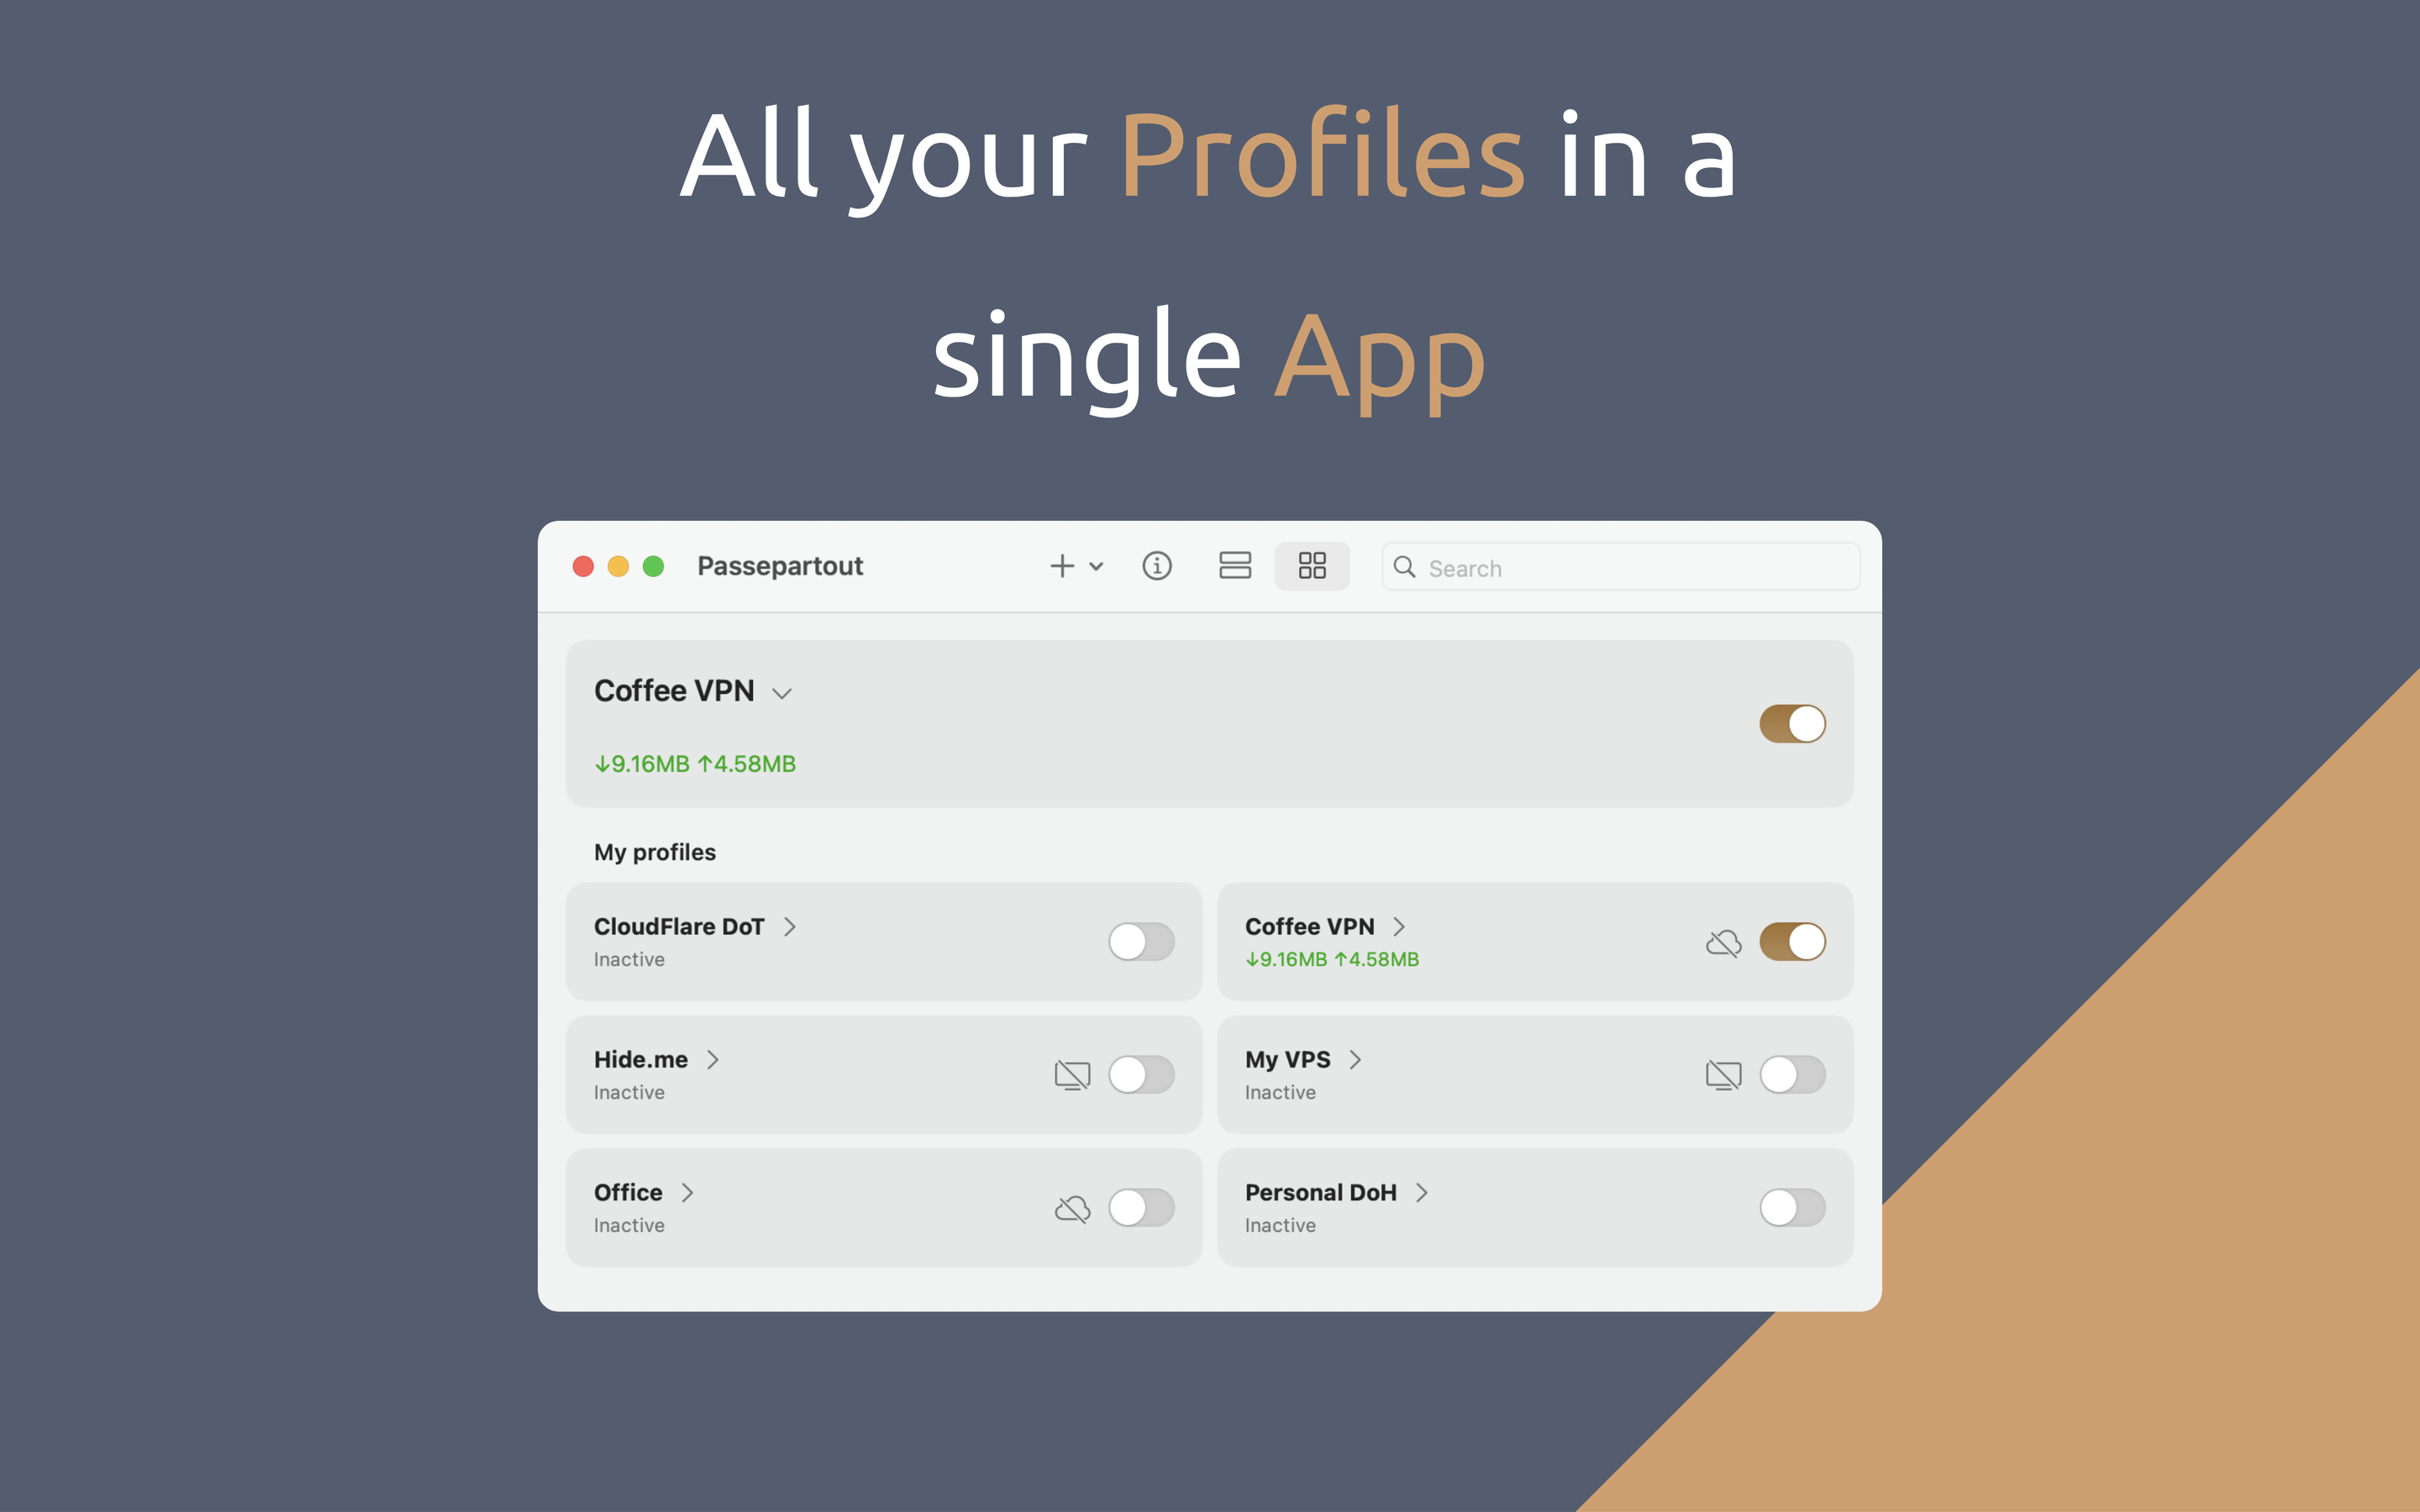 All your Profiles in a
single App
Passepartout
Search
Coffee VPN
↓9.16MB ↑4.58MB
My profiles
CloudFlare DoT
Inactive
Coffee VPN
↓9.16MB ↑4.58MB
Hide.me
Inactive
My VPS
Inactive
Office
Inactive
Personal DoH
Inactive